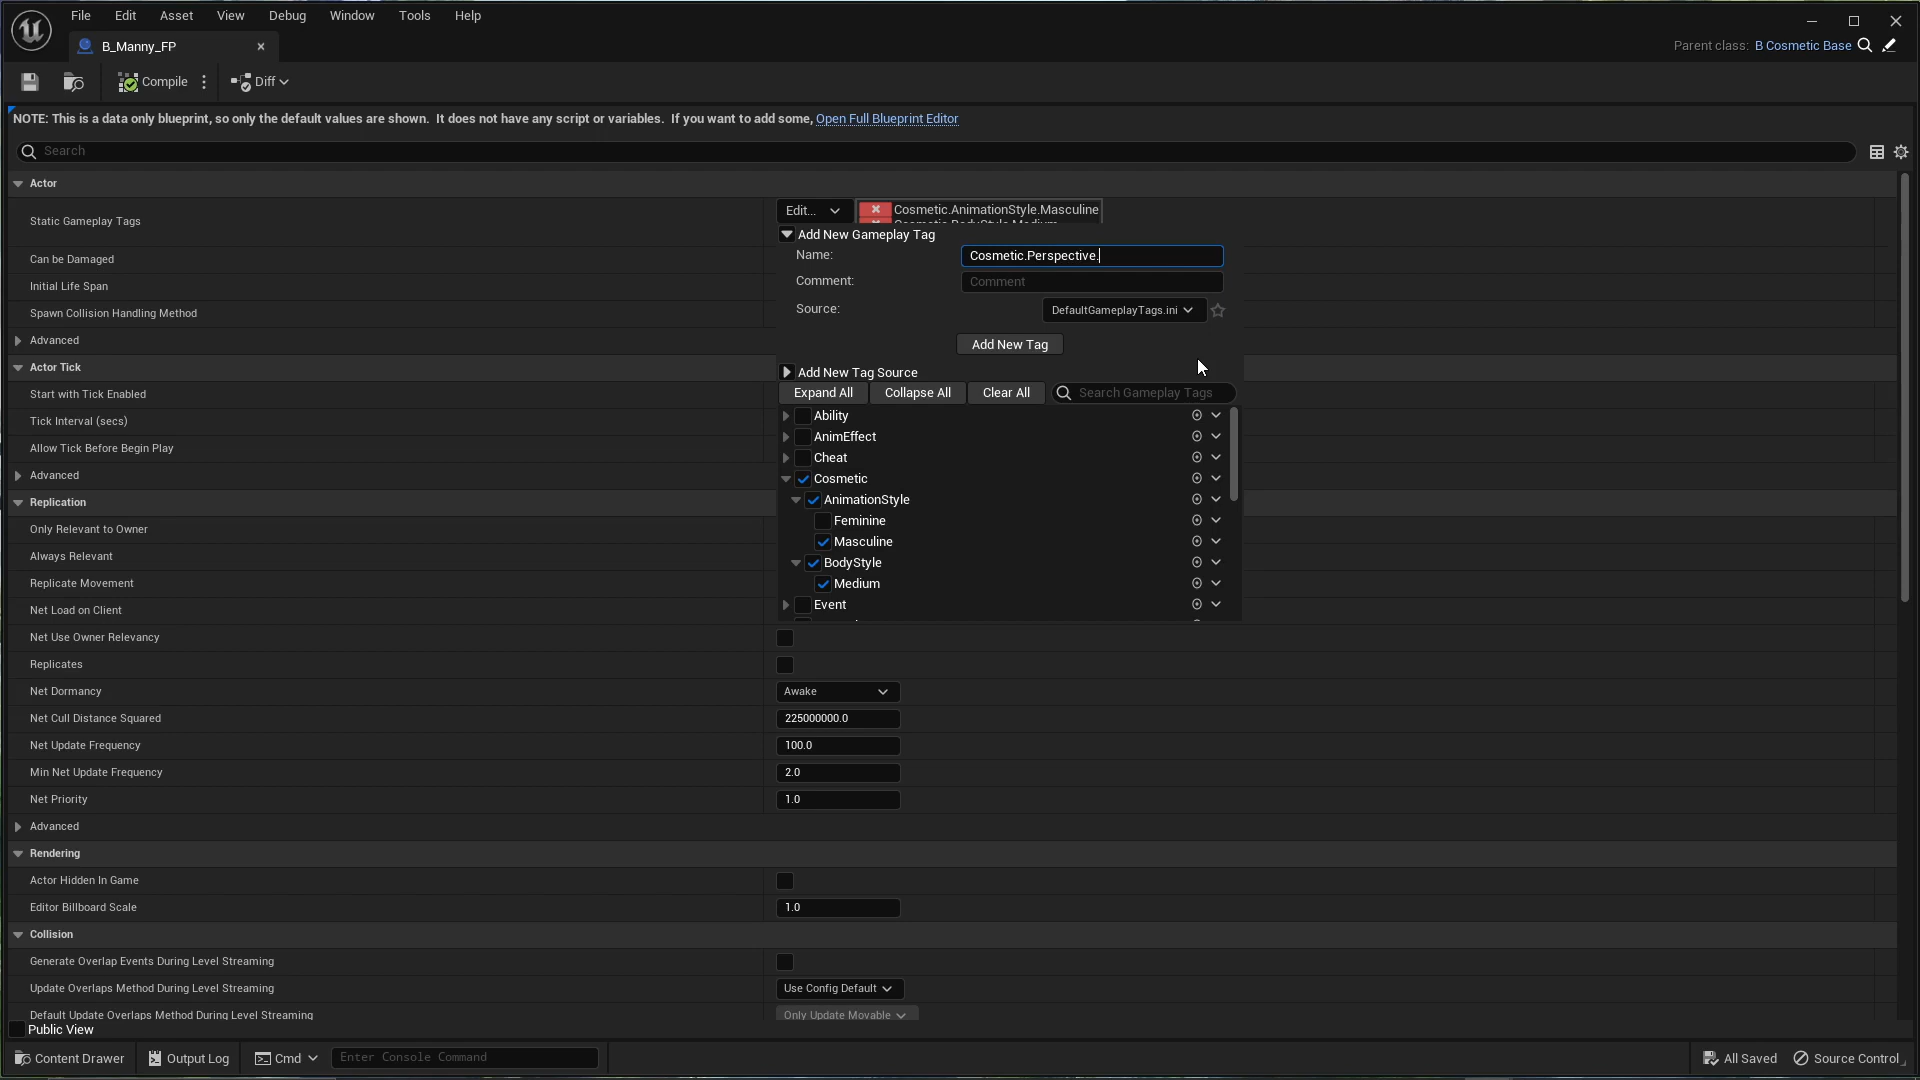 File Edit Asset View Debug Window Tools Help
B_Manny_FP
Parent class: B Cosmetic Base
Compile Diff
NOTE: This is a data only blueprint, so only the default values are shown. It does not have any script or variables. If you want to add some, Open Full Blueprint Editor
Search
Actor
Static Gameplay Tags
Edit... Cosmetic.AnimationStyle.Masculine
Cosmetic.BodyStyle.Medium
Add New Gameplay Tag
Name: Cosmetic.Perspective.
Comment: Comment
Source: DefaultGameplayTags.ini
Add New Tag
Add New Tag Source
Expand All Collapse All Clear All Search Gameplay Tags
Ability
AnimEffect
Cheat
Cosmetic
AnimationStyle
Feminine
Masculine
BodyStyle
Medium
Event
Can be Damaged
Initial Life Span
Spawn Collision Handling Method
Advanced
Actor Tick
Start with Tick Enabled
Tick Interval (secs)
Allow Tick Before Begin Play
Advanced
Replication
Only Relevant to Owner
Always Relevant
Replicate Movement
Net Load on Client
Net Use Owner Relevancy
Replicates
Net Dormancy Awake
Net Cull Distance Squared 225000000.0
Net Update Frequency 100.0
Min Net Update Frequency 2.0
Net Priority 1.0
Advanced
Rendering
Actor Hidden In Game
Editor Billboard Scale 1.0
Collision
Generate Overlap Events During Level Streaming
Update Overlaps Method During Level Streaming Use Config Default
Default Update Overlaps Method During Level Streaming Only Update Movable
Public View
Content Drawer Output Log Cmd Enter Console Command All Saved Source Control